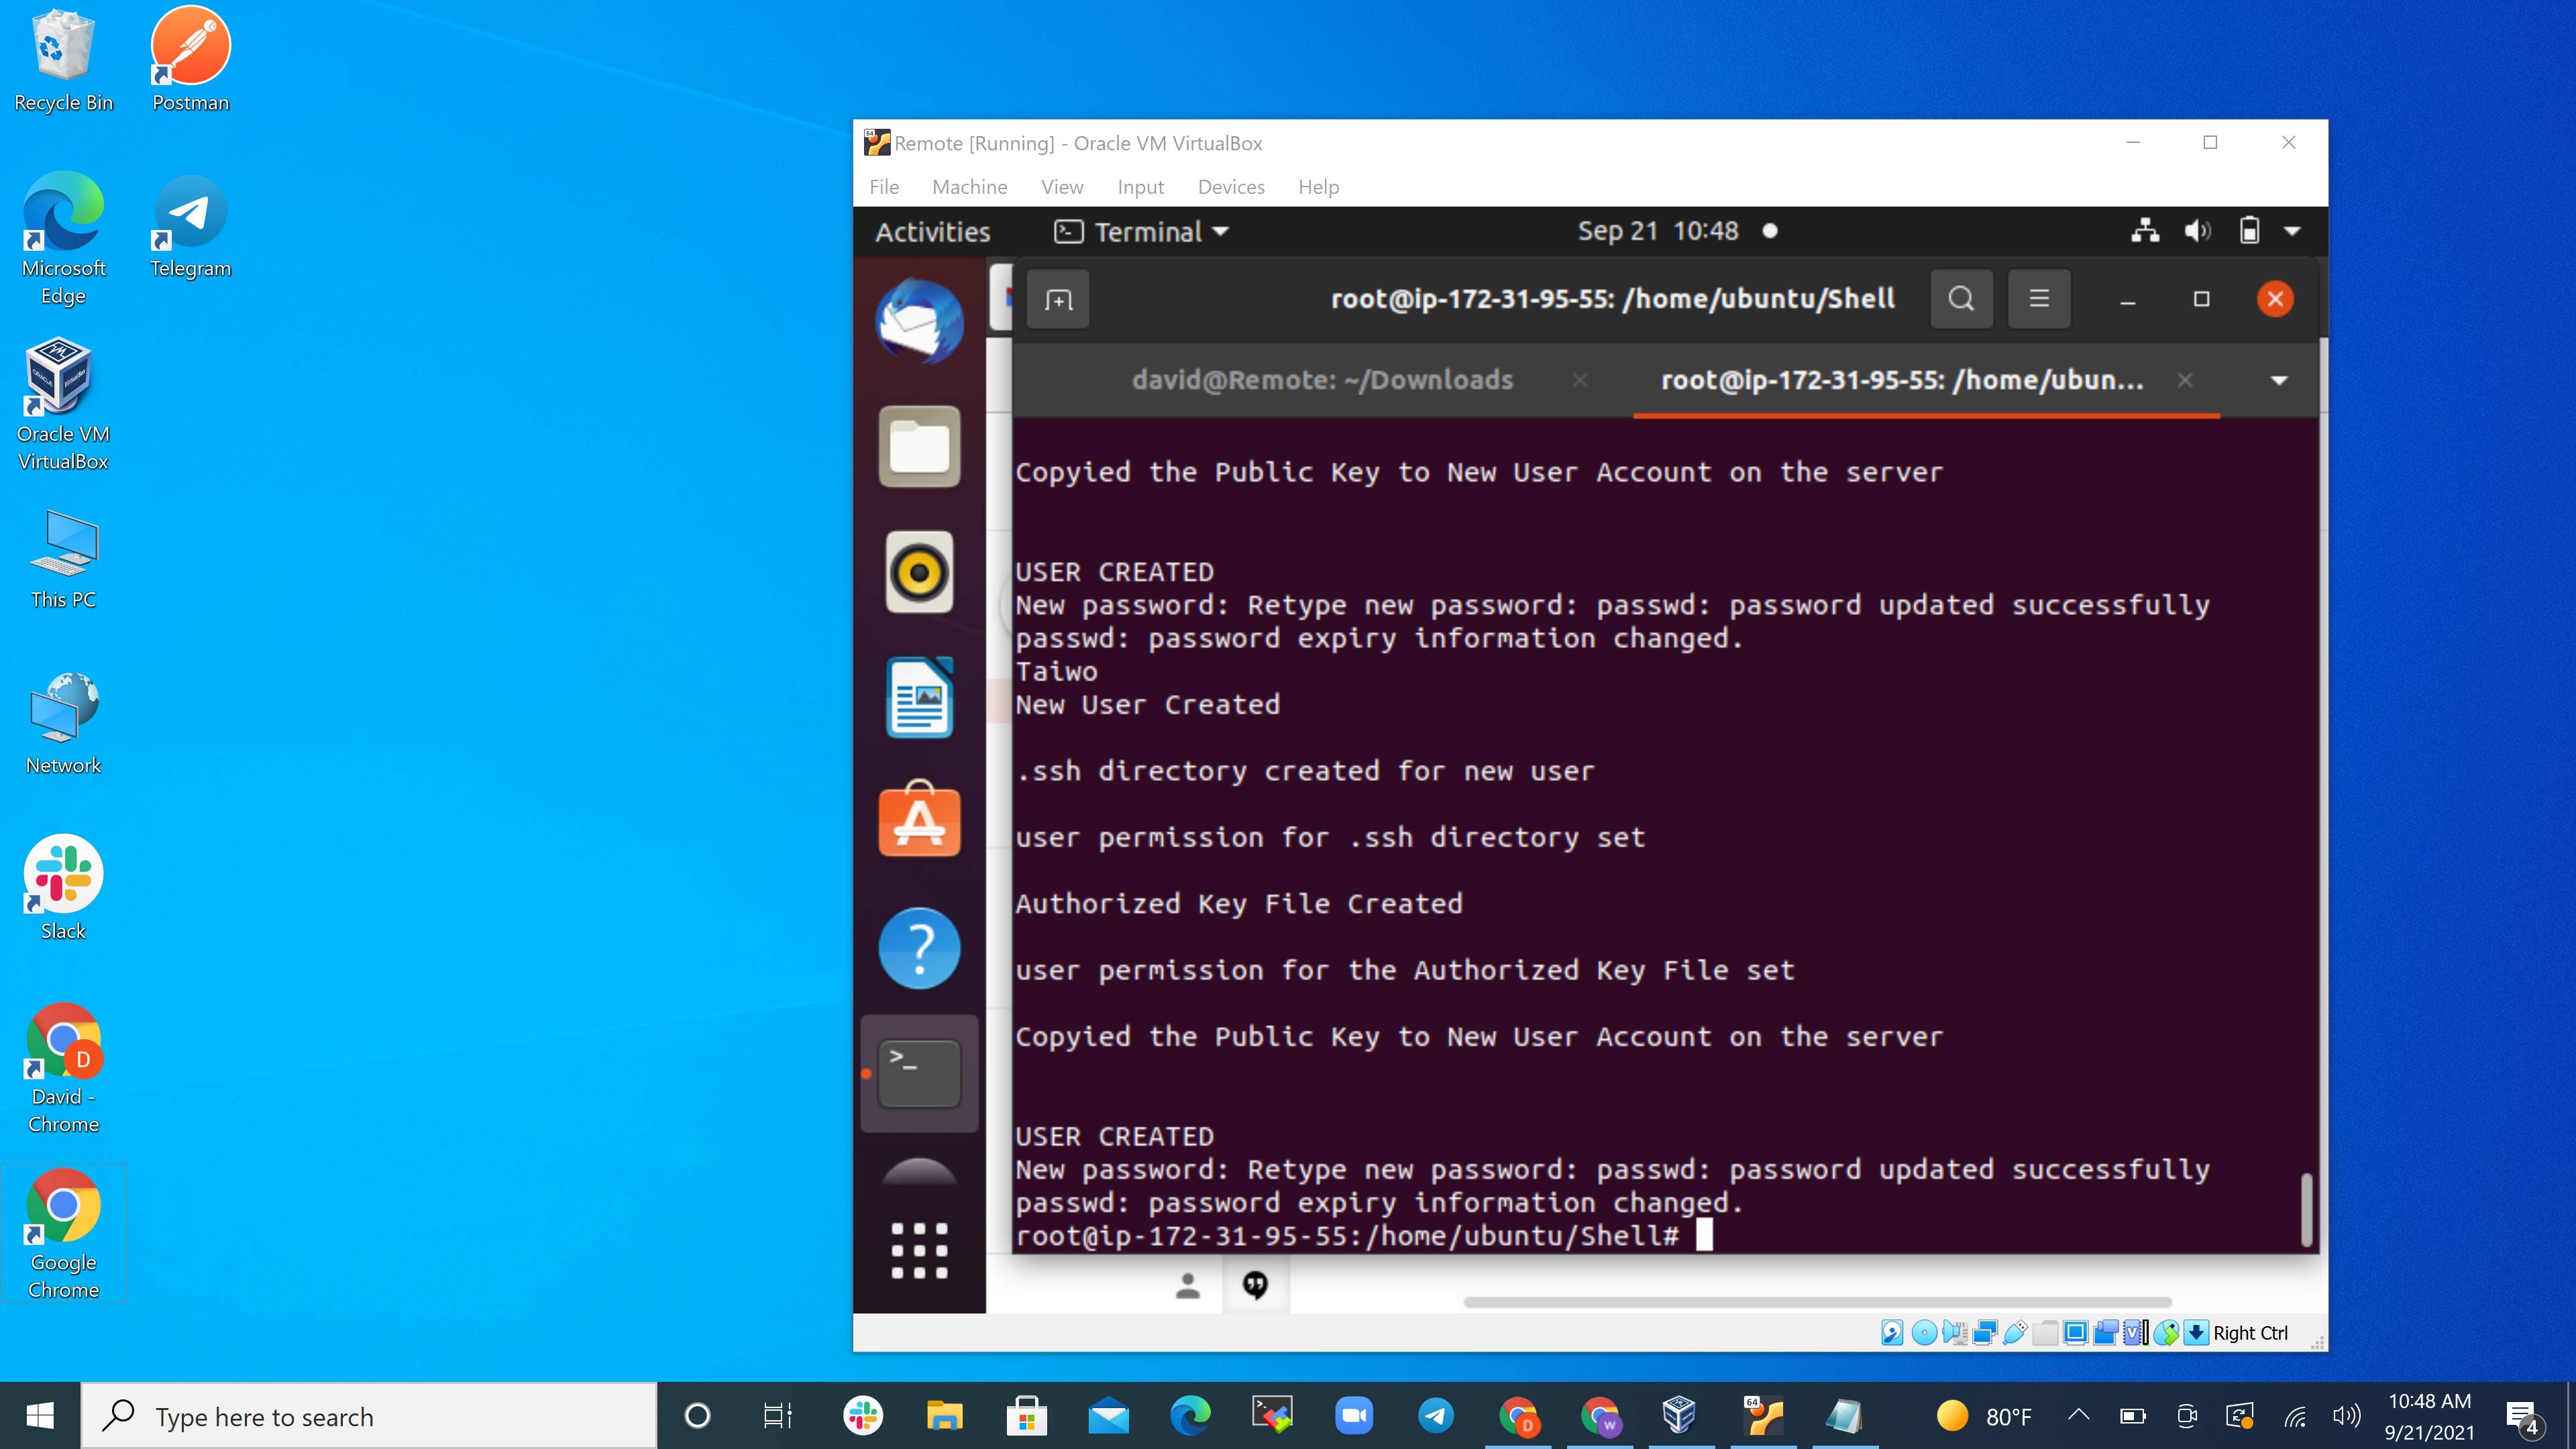 Recycle Bin
Postman
Microsoft
Edge
Telegram
Oracle VM
VirtualBox
This PC
Network
Slack
D
David -
Chrome
Google
Chrome
64
Remote [Running] - Oracle VM VirtualBox
File Machine View Input Devices Help
Activities Terminal Sep 21 10:48
root@ip-172-31-95-55: /home/ubuntu/Shell
david@Remote: ~/Downloads root@ip-172-31-95-55: /home/ubun...
Copyied the Public Key to New User Account on the server
USER CREATED
New password: Retype new password: passwd: password updated successfully
passwd: password expiry information changed.
Taiwo
New User Created
.ssh directory created for new user
user permission for .ssh directory set
Authorized Key File Created
user permission for the Authorized Key File set
Copyied the Public Key to New User Account on the server
USER CREATED
New password: Retype new password: passwd: password updated successfully
passwd: password expiry information changed.
root@ip-172-31-95-55:/home/ubuntu/Shell#
Right Ctrl
Type here to search
D
W
64
80°F
10:48 AM
9/21/2021
4